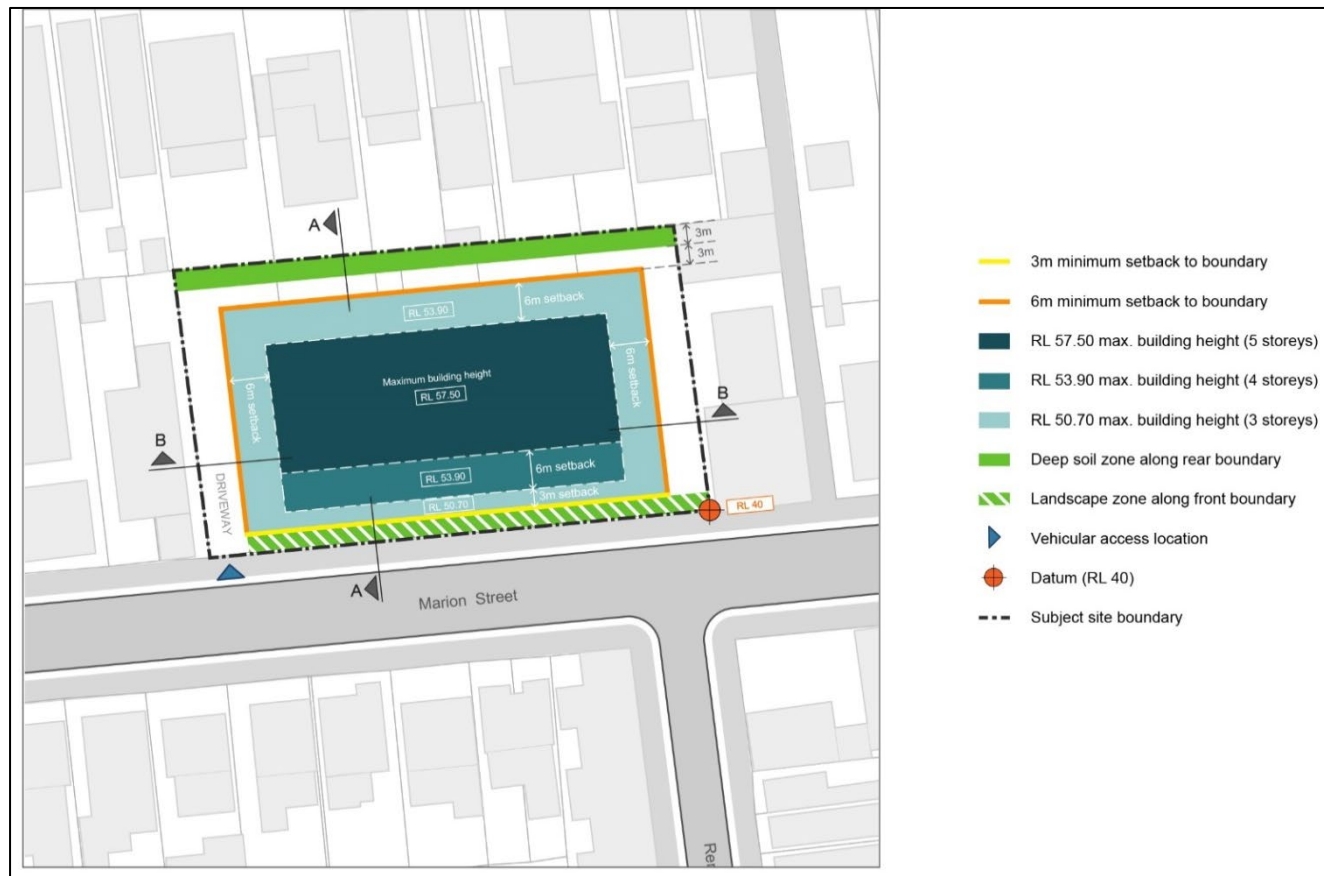 A
3m
3m
RL 53.90
6m setback
Maximum building height
RL 57.50
6m setback
6m setback
B
B
6m setback
RL 53.90
3m setback
RL 50.70
DRIVEWAY
RL 40
A
Marion Street
Ren
3m minimum setback to boundary
6m minimum setback to boundary
RL 57.50 max. building height (5 storeys)
RL 53.90 max. building height (4 storeys)
RL 50.70 max. building height (3 storeys)
Deep soil zone along rear boundary
Landscape zone along front boundary
Vehicular access location
Datum (RL 40)
Subject site boundary